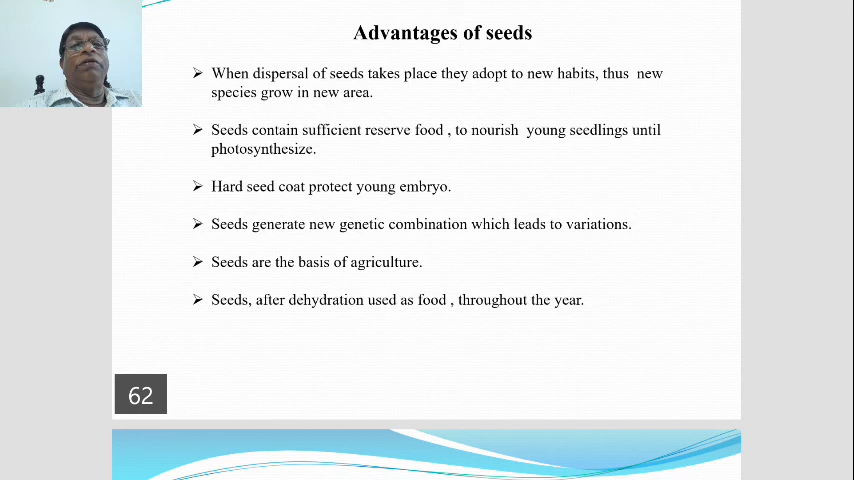 Advantages of seeds
➢ When dispersal of seeds takes place they adopt to new habits, thus new
species grow in new area.
➢ Seeds contain sufficient reserve food , to nourish young seedlings until
photosynthesize.
➢ Hard seed coat protect young embryo.
➢ Seeds generate new genetic combination which leads to variations.
➢ Seeds are the basis of agriculture.
➢ Seeds, after dehydration used as food , throughout the year.
62